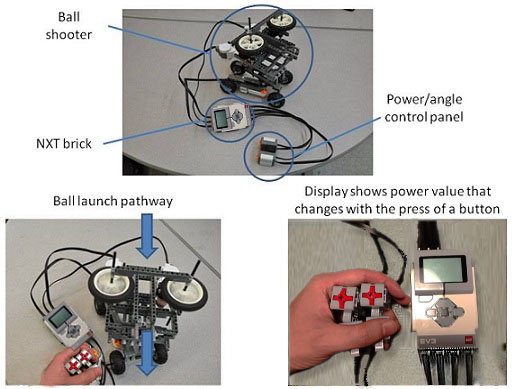 Ball
shooter
Power/angle
control panel
NXT brick
Ball launch pathway
Display shows power value that
changes with the press of a button
EV3